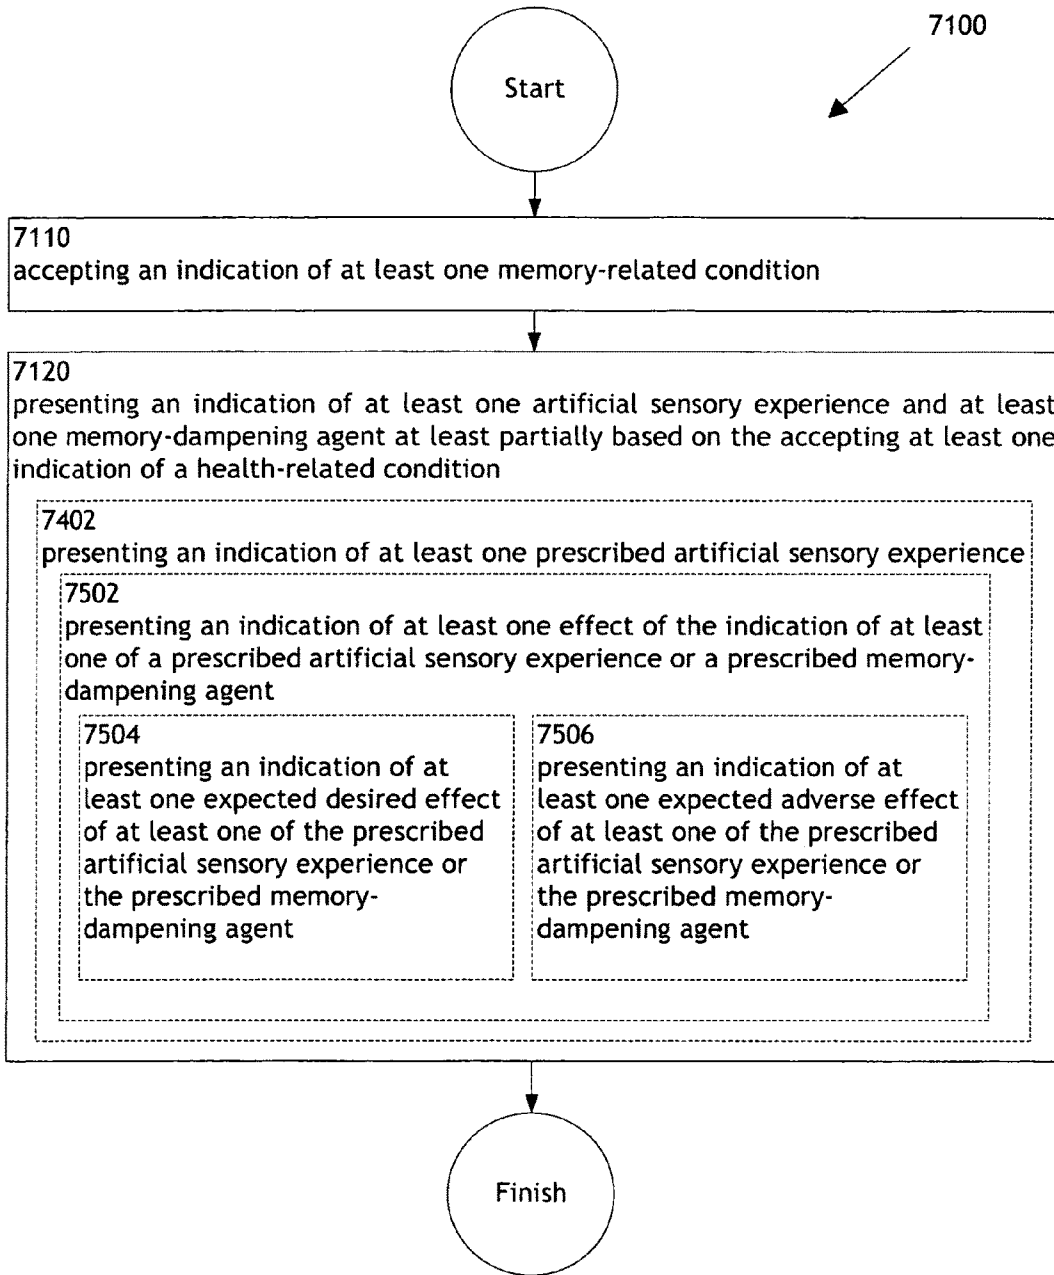 7100
Start
7110
accepting an indication of at least one memory-related condition
7120
presenting an indication of at least one artificial sensory experience and at least
one memory-dampening agent at least partially based on the accepting at least one
indication of a health-related condition
7402
presenting an indication of at least one prescribed artificial sensory experience
7502
presenting an indication of at least one effect of the indication of at least
one of a prescribed artificial sensory experience or a prescribed memory-
dampening agent
7504
presenting an indication of at
least one expected desired effect
of at least one of the prescribed
artificial sensory experience or
the prescribed memory-
dampening agent
7506
presenting an indication of at
least one expected adverse effect
of at least one of the prescribed
artificial sensory experience or
the prescribed memory-
dampening agent
Finish